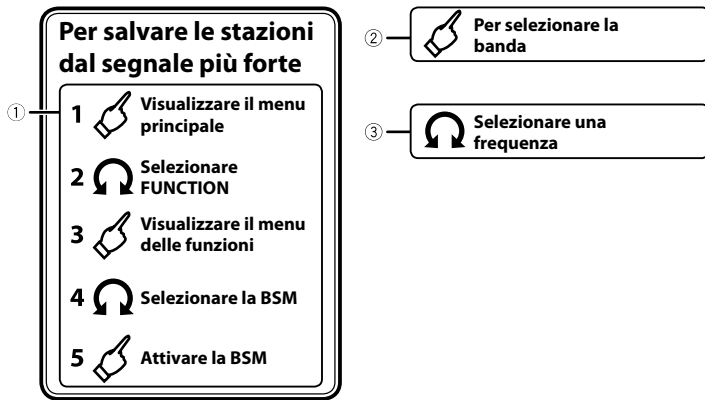 Per salvare le stazioni
dal segnale più forte
①
1 Visualizzare il menu
principale
2 Selezionare
FUNCTION
3 Visualizzare il menu
delle funzioni
4 Selezionare la BSM
5 Attivare la BSM
②
Per selezionare la
banda
③
Selezionare una
frequenza